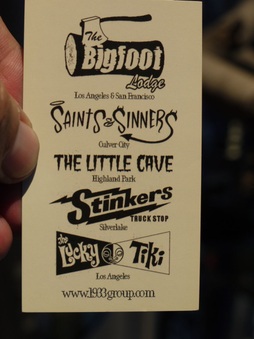 The
Bigfoot
Lodge
Los Angeles & San Francisco
SAINTS & SINNERS
Culver City
THE LITTLE CAVE
Highland Park
Stinkers
TRUCK STOP
Silverlake
the
Lucky Tiki
Los Angeles
www.1933group.com